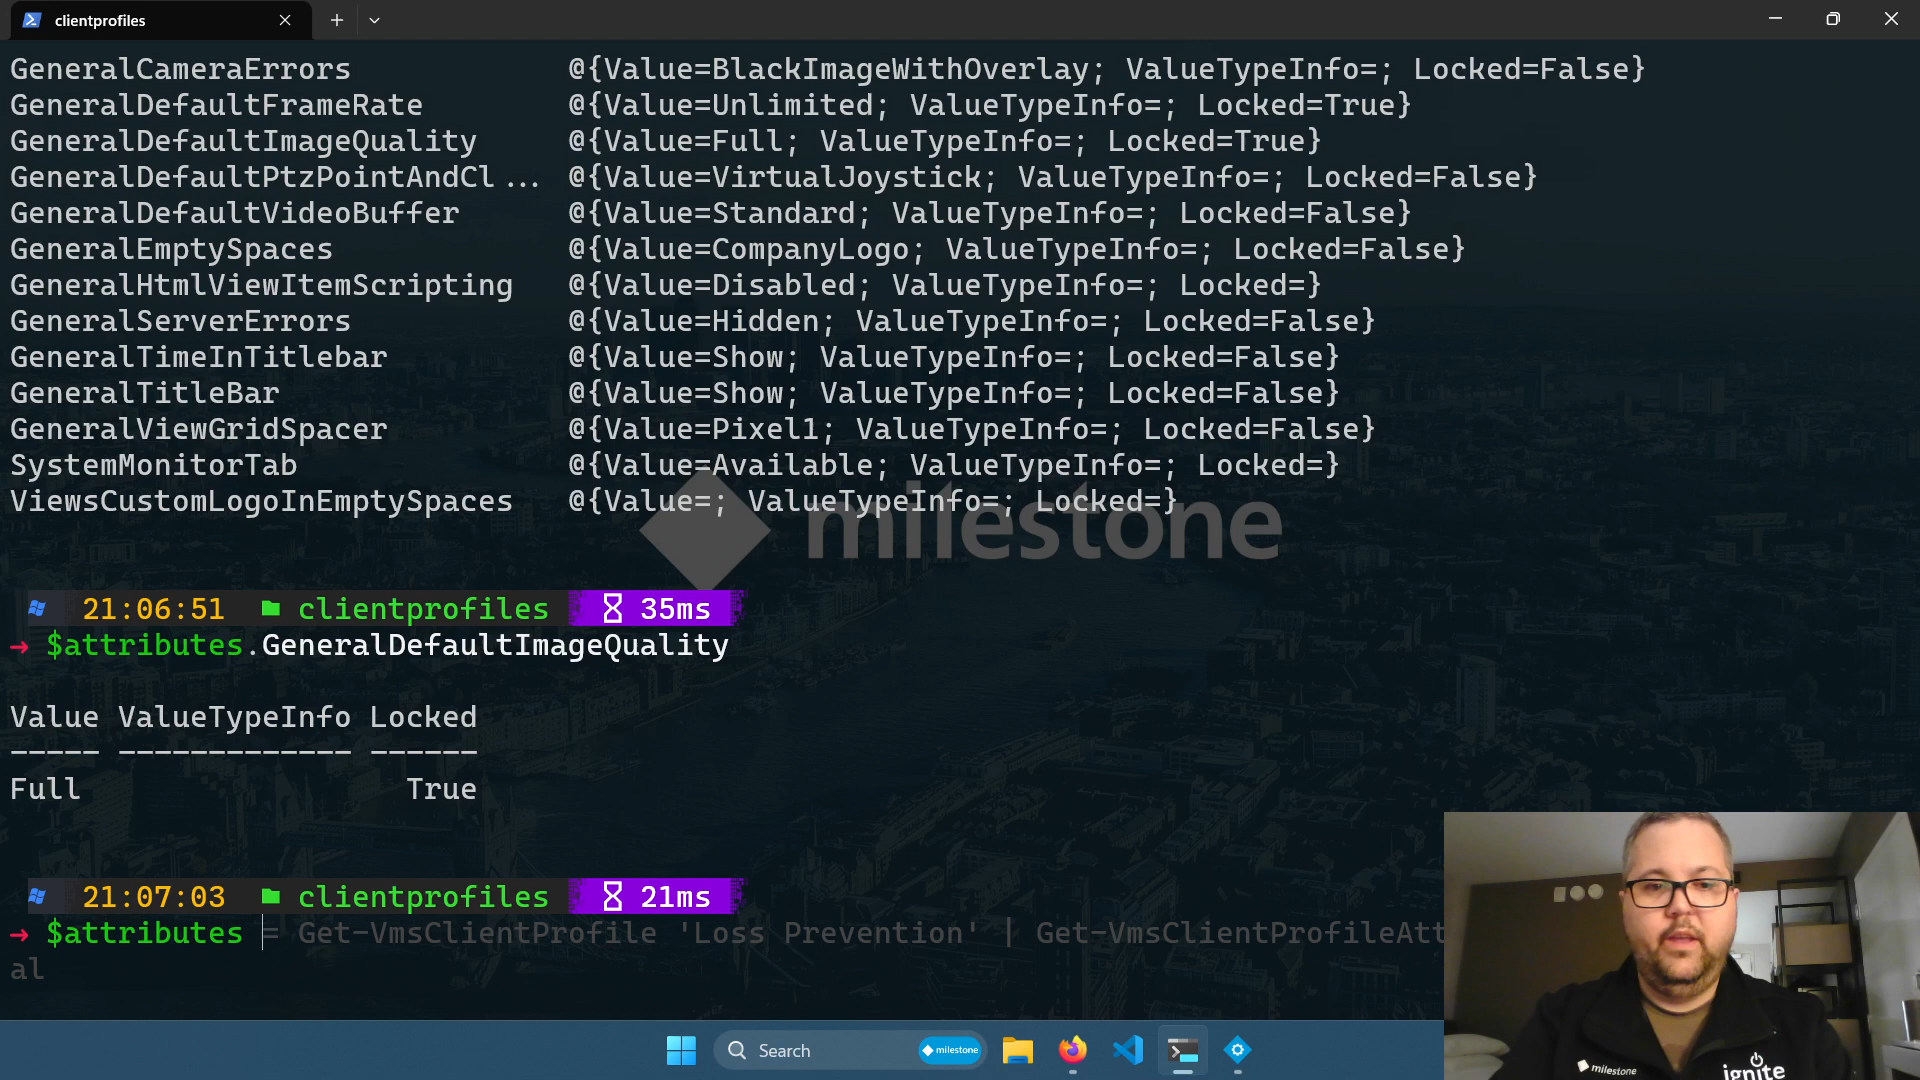 clientprofiles
GeneralCameraErrors @{Value=BlackImageWithOverlay; ValueTypeInfo=; Locked=False}
GeneralDefaultFrameRate @{Value=Unlimited; ValueTypeInfo=; Locked=True}
GeneralDefaultImageQuality @{Value=Full; ValueTypeInfo=; Locked=True}
GeneralDefaultPtzPointAndCl... @{Value=VirtualJoystick; ValueTypeInfo=; Locked=False}
GeneralDefaultVideoBuffer @{Value=Standard; ValueTypeInfo=; Locked=False}
GeneralEmptySpaces @{Value=CompanyLogo; ValueTypeInfo=; Locked=False}
GeneralHtmlViewItemScripting @{Value=Disabled; ValueTypeInfo=; Locked=}
GeneralServerErrors @{Value=Hidden; ValueTypeInfo=; Locked=False}
GeneralTimeInTitlebar @{Value=Show; ValueTypeInfo=; Locked=False}
GeneralTitleBar @{Value=Show; ValueTypeInfo=; Locked=False}
GeneralViewGridSpacer @{Value=Pixel1; ValueTypeInfo=; Locked=False}
SystemMonitorTab @{Value=Available; ValueTypeInfo=; Locked=}
ViewsCustomLogoInEmptySpaces @{Value=; ValueTypeInfo=; Locked=}
milestone
21:06:51 clientprofiles 35ms
→ $attributes.GeneralDefaultImageQuality
Value ValueTypeInfo Locked
----- ------------- ------
Full True
21:07:03 clientprofiles 21ms
→ $attributes = Get-VmsClientProfile 'Loss Prevention' | Get-VmsClientProfileAtt
al
Search milestone
milestone
ignite